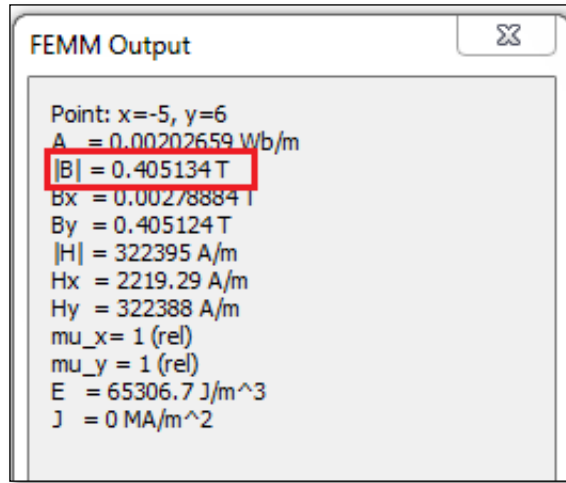 FEMM Output
Point: x=-5, y=6
A = 0.00202659 Wb/m
|B| = 0.405134 T
Bx = 0.00278884 T
By = 0.405124 T
|H| = 322395 A/m
Hx = 2219.29 A/m
Hy = 322388 A/m
mu_x= 1 (rel)
mu_y = 1 (rel)
E = 65306.7 J/m^3
J = 0 MA/m^2